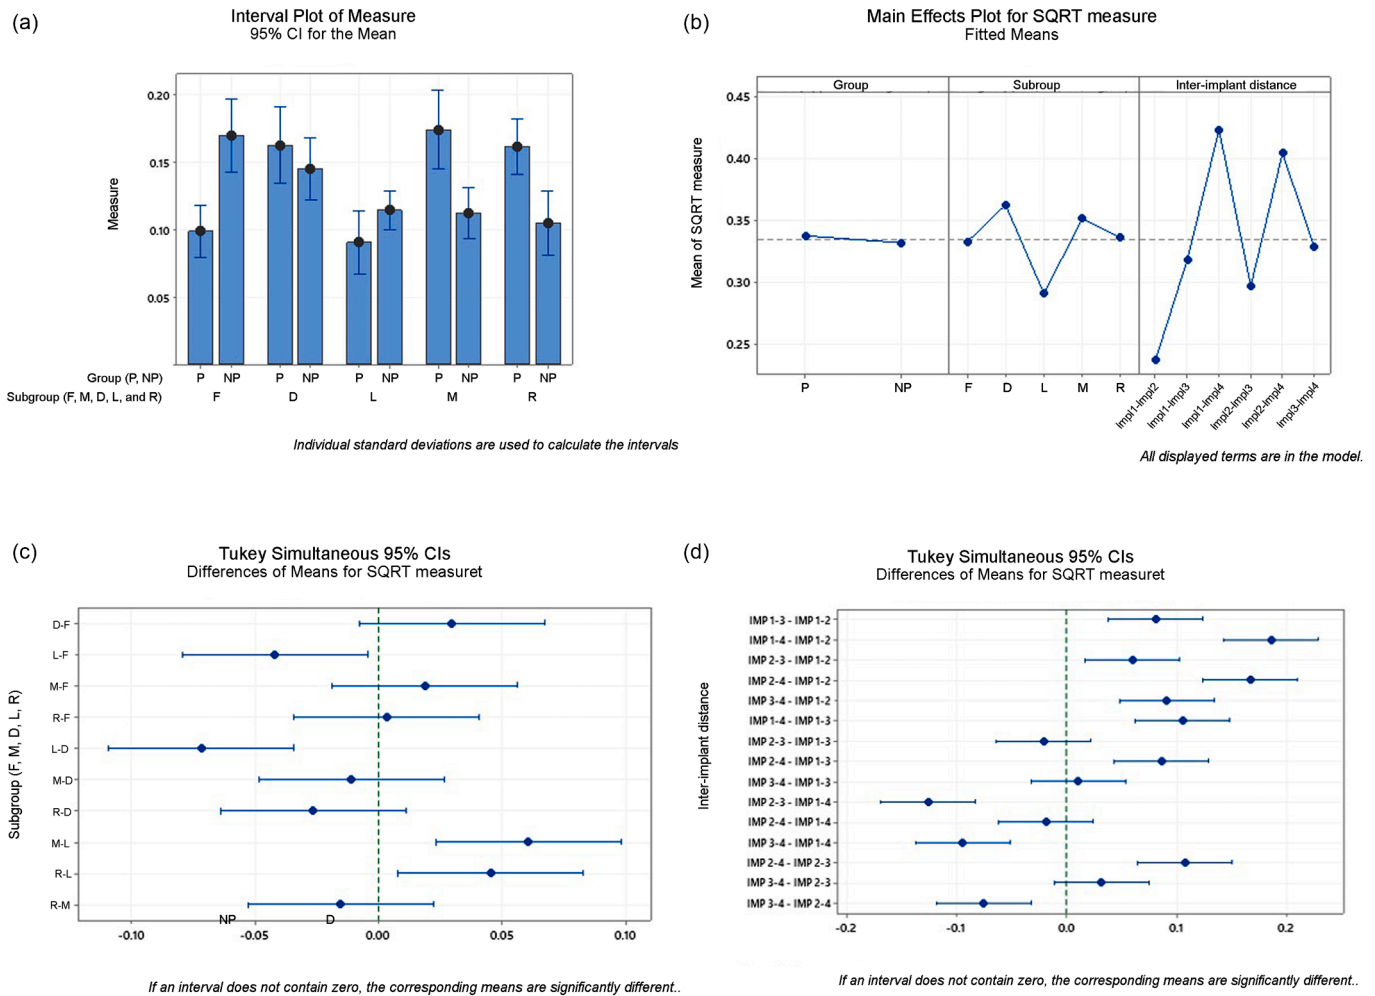 (a)
Interval Plot of Measure
95% CI for the Mean
Measure
0.20
0.15
0.10
0.05
Group (P, NP)
P NP P NP P NP P NP P NP
Subgroup (F, M, D, L, and R)
F D L M R
Individual standard deviations are used to calculate the intervals
(b)
Main Effects Plot for SQRT measure
Fitted Means
Group Subroup Inter-implant distance
Mean of SQRT measure
0.45
0.40
0.35
0.30
0.25
P NP F D L M R
Impl1-Impl2
Impl1-Impl3
Impl1-Impl4
Impl2-Impl3
Impl2-Impl4
Impl3-Impl4
All displayed terms are in the model.
(c)
Tukey Simultaneous 95% CIs
Differences of Means for SQRT measuret
Subgroup (F, M, D, L, R)
D-F
L-F
M-F
R-F
L-D
M-D
R-D
M-L
R-L
R-M
NP D
-0.10 -0.05 0.00 0.05 0.10
If an interval does not contain zero, the corresponding means are significantly different..
(d)
Tukey Simultaneous 95% CIs
Differences of Means for SQRT measuret
Inter-implant distance
IMP 1-3 - IMP 1-2
IMP 1-4 - IMP 1-2
IMP 2-3 - IMP 1-2
IMP 2-4 - IMP 1-2
IMP 3-4 - IMP 1-2
IMP 1-4 - IMP 1-3
IMP 2-3 - IMP 1-3
IMP 2-4 - IMP 1-3
IMP 3-4 - IMP 1-3
IMP 2-3 - IMP 1-4
IMP 2-4 - IMP 1-4
IMP 3-4 - IMP 1-4
IMP 2-4 - IMP 2-3
IMP 3-4 - IMP 2-3
IMP 3-4 - IMP 2-4
-0.2 -0.1 0.0 0.1 0.2
If an interval does not contain zero, the corresponding means are significantly different..